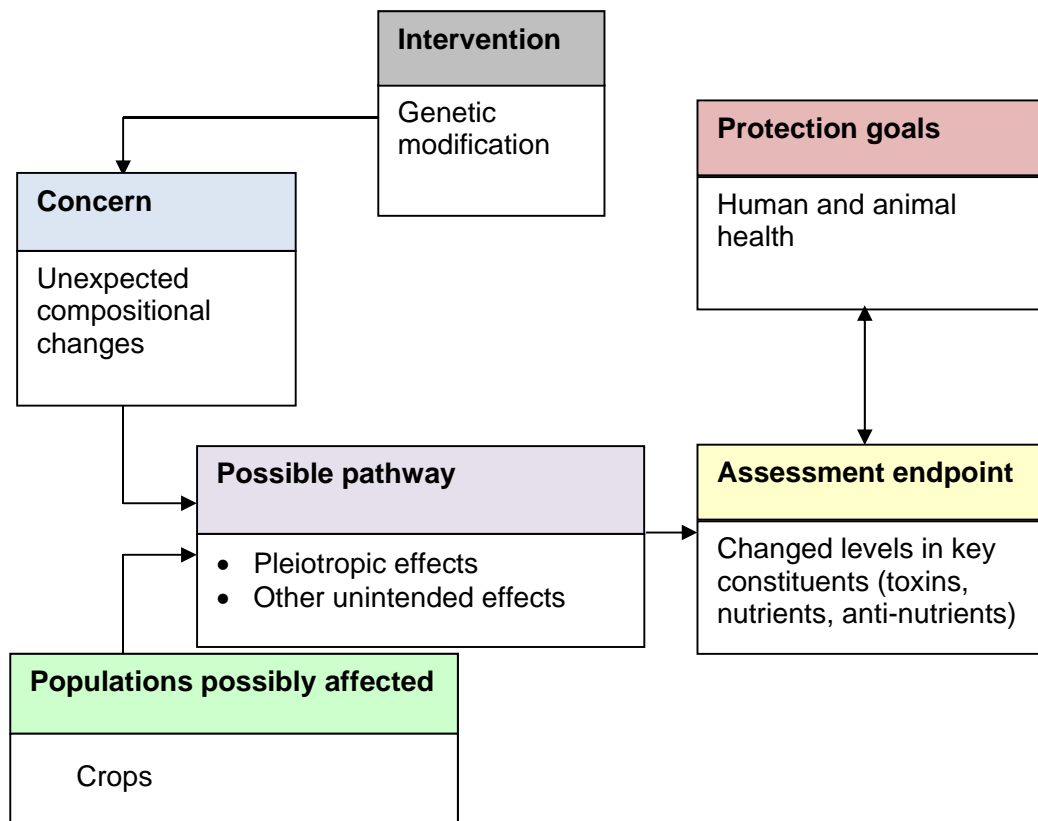 Intervention
Genetic
modification
Protection goals
Human and animal
health
Concern
Unexpected
compositional
changes
Possible pathway
• Pleiotropic effects
• Other unintended effects
Assessment endpoint
Changed levels in key
constituents (toxins,
nutrients, anti-nutrients)
Populations possibly affected
Crops